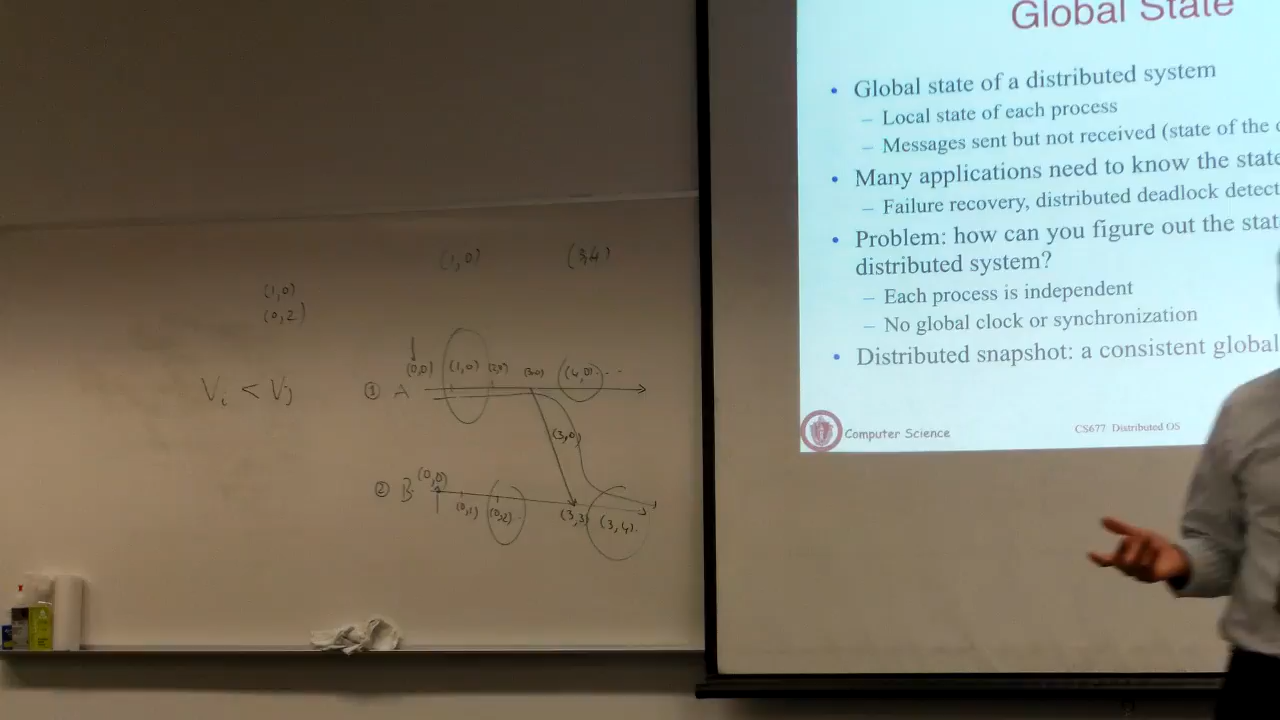 (1,0) (3,4)
(1,0)
(0,2)
(0,0) (1,0) (2,0) (3,0) (4,0) ...
Vi < Vj
① A
(3,0)
② B (0,0)
(0,1) (0,2) (3,3) (3,4)
Global State
• Global state of a distributed system
– Local state of each process
– Messages sent but not received (state of the
• Many applications need to know the state
– Failure recovery, distributed deadlock detect
• Problem: how can you figure out the stat
distributed system?
– Each process is independent
– No global clock or synchronization
• Distributed snapshot: a consistent global
Computer Science
CS677 Distributed OS